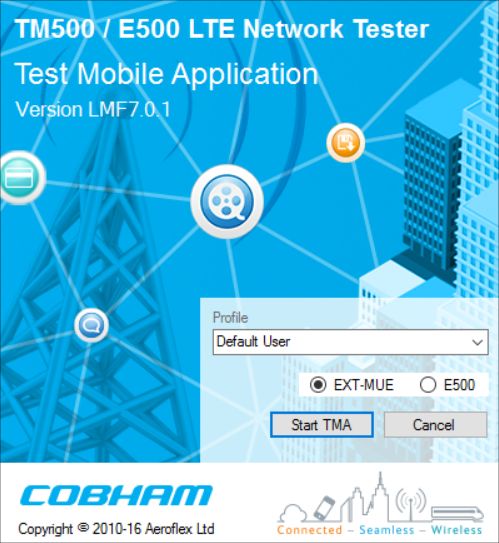 TM500 / E500 LTE Network Tester
Test Mobile Application
Version LMF7.0.1
Profile
Default User
EXT-MUE E500
Start TMA Cancel
COBHAM
Copyright © 2010-16 Aeroflex Ltd
Connected – Seamless – Wireless